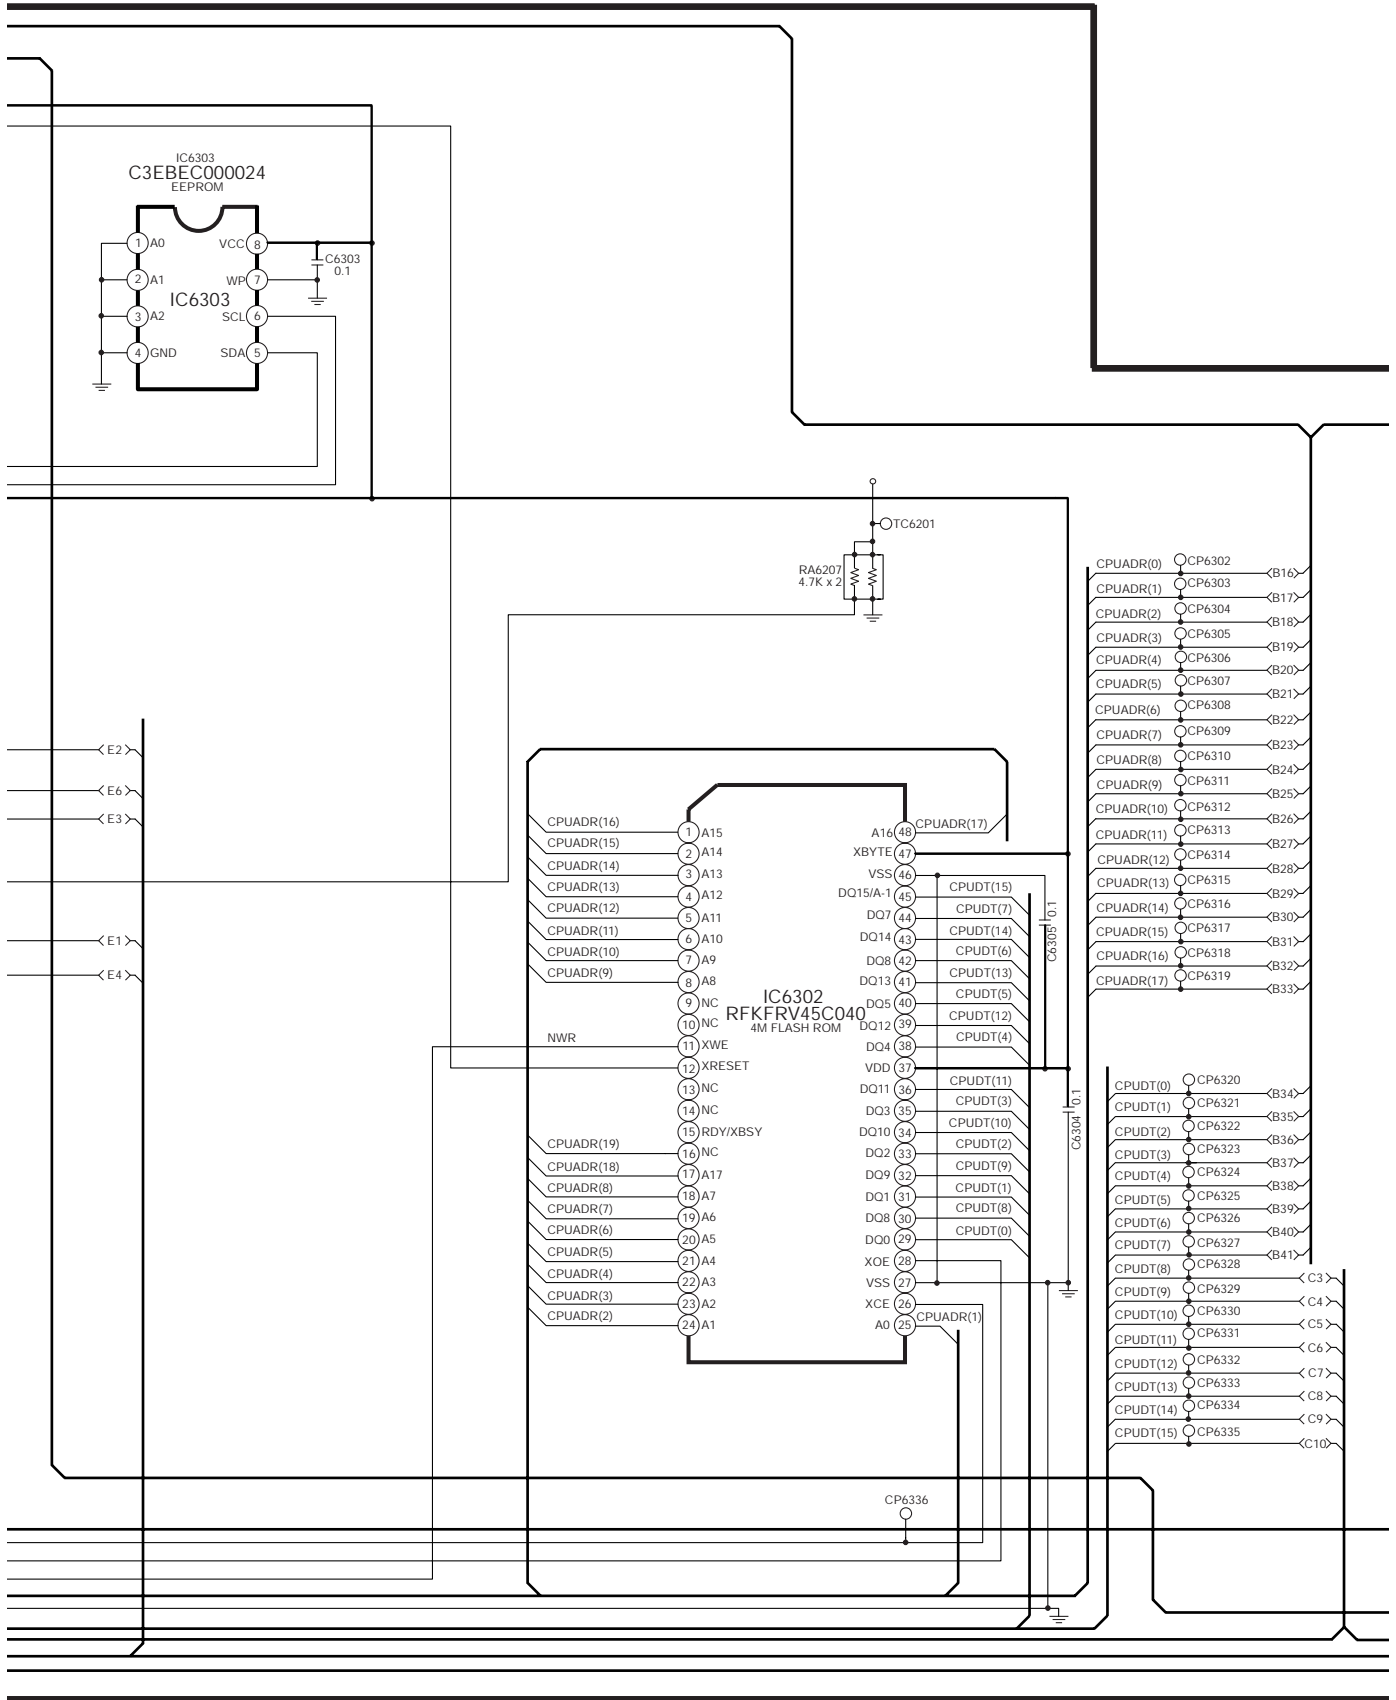 IC6303
C3EBEC000024
EEPROM
1 A0 VCC 8
C6303
0.1
2 A1 WP 7
IC6303
3 A2 SCL 6
4 GND SDA 5
TC6201
RA6207
4.7K x 2
CPUADR(0) CP6302 B16
CPUADR(1) CP6303 B17
CPUADR(2) CP6304 B18
CPUADR(3) CP6305 B19
CPUADR(4) CP6306 B20
CPUADR(5) CP6307 B21
CPUADR(6) CP6308 B22
CPUADR(7) CP6309 B23
CPUADR(8) CP6310 B24
CPUADR(9) CP6311 B25
CPUADR(10) CP6312 B26
CPUADR(11) CP6313 B27
CPUADR(12) CP6314 B28
CPUADR(13) CP6315 B29
CPUADR(14) CP6316 B30
CPUADR(15) CP6317 B31
CPUADR(16) CP6318 B32
CPUADR(17) CP6319 B33
E2
E6
E3
E1
E4
CPUADR(16) 1 A15
CPUADR(15) 2 A14
CPUADR(14) 3 A13
CPUADR(13) 4 A12
CPUADR(12) 5 A11
CPUADR(11) 6 A10
CPUADR(10) 7 A9
CPUADR(9) 8 A8
9 NC
10 NC
NWR 11 XWE
12 XRESET
13 NC
14 NC
15 RDY/XBSY
CPUADR(19) 16 NC
CPUADR(18) 17 A17
CPUADR(8) 18 A7
CPUADR(7) 19 A6
CPUADR(6) 20 A5
CPUADR(5) 21 A4
CPUADR(4) 22 A3
CPUADR(3) 23 A2
CPUADR(2) 24 A1
IC6302
RFKFRV45C040
4M FLASH ROM
A16 48 CPUADR(17)
XBYTE 47
VSS 46
DQ15/A-1 45 CPUDT(15)
DQ7 44 CPUDT(7)
DQ14 43 CPUDT(14)
DQ8 42 CPUDT(6)
DQ13 41 CPUDT(13)
DQ5 40 CPUDT(5)
DQ12 39 CPUDT(12)
DQ4 38 CPUDT(4)
VDD 37
DQ11 36 CPUDT(11)
DQ3 35 CPUDT(3)
DQ10 34 CPUDT(10)
DQ2 33 CPUDT(2)
DQ9 32 CPUDT(9)
DQ1 31 CPUDT(1)
DQ8 30 CPUDT(8)
DQ0 29 CPUDT(0)
XOE 28
VSS 27
XCE 26
A0 25 CPUADR(1)
C6305 0.1
C6304 0.1
CPUDT(0) CP6320 B34
CPUDT(1) CP6321 B35
CPUDT(2) CP6322 B36
CPUDT(3) CP6323 B37
CPUDT(4) CP6324 B38
CPUDT(5) CP6325 B39
CPUDT(6) CP6326 B40
CPUDT(7) CP6327 B41
CPUDT(8) CP6328 C3
CPUDT(9) CP6329 C4
CPUDT(10) CP6330 C5
CPUDT(11) CP6331 C6
CPUDT(12) CP6332 C7
CPUDT(13) CP6333 C8
CPUDT(14) CP6334 C9
CPUDT(15) CP6335 C10
CP6336